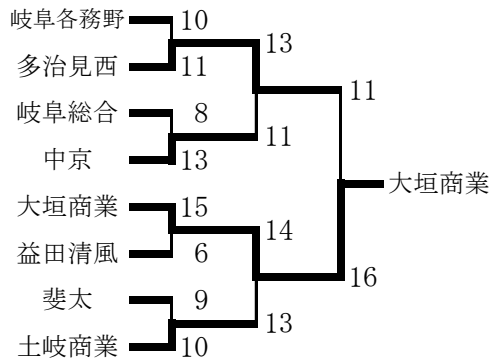 岐阜各務野 10
13
多治見西 11
11
岐阜総合 8
11
中京 13
大垣商業
大垣商業 15
14
益田清風 6
16
斐太 9
13
土岐商業 10